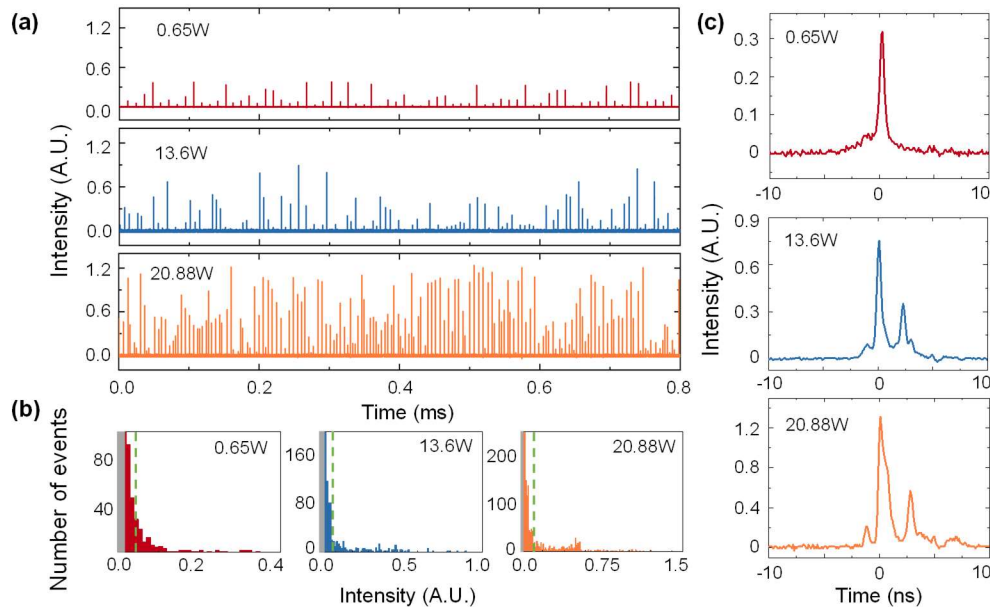 (a)
0.65W
1.2
0.6
0.0
13.6W
1.2
0.6
0.0
20.88W
1.2
0.6
0.0
Intensity (A.U.)
0.0 0.2 0.4 0.6 0.8
Time (ms)
(b)
Number of events
0.65W
80
40
0.0 0.4
13.6W
160
80
0
0.0 0.5 1.0
20.88W
200
100
0
0.0 0.75 1.5
Intensity (A.U.)
(c)
0.65W
0.3
0.2
0.1
0
-10 0 10
13.6W
0.9
0.6
0.3
0
-10 0 10
20.88W
1.2
0.8
0.4
0
-10 0 10
Intensity (A.U.)
Time (ns)